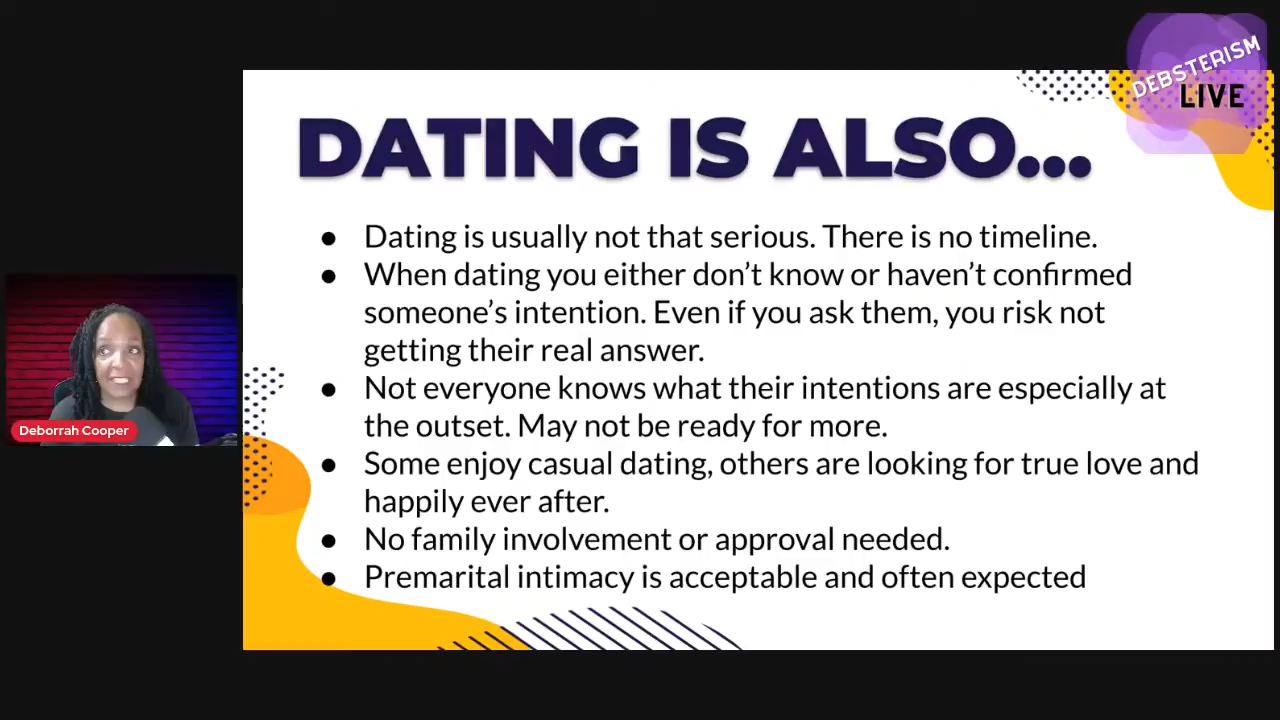 DEBSTERISM
LIVE
DATING IS ALSO...
● Dating is usually not that serious. There is no timeline.
● When dating you either don't know or haven't confirmed
someone's intention. Even if you ask them, you risk not
getting their real answer.
● Not everyone knows what their intentions are especially at
the outset. May not be ready for more.
● Some enjoy casual dating, others are looking for true love and
happily ever after.
● No family involvement or approval needed.
● Premarital intimacy is acceptable and often expected
Deborrah Cooper